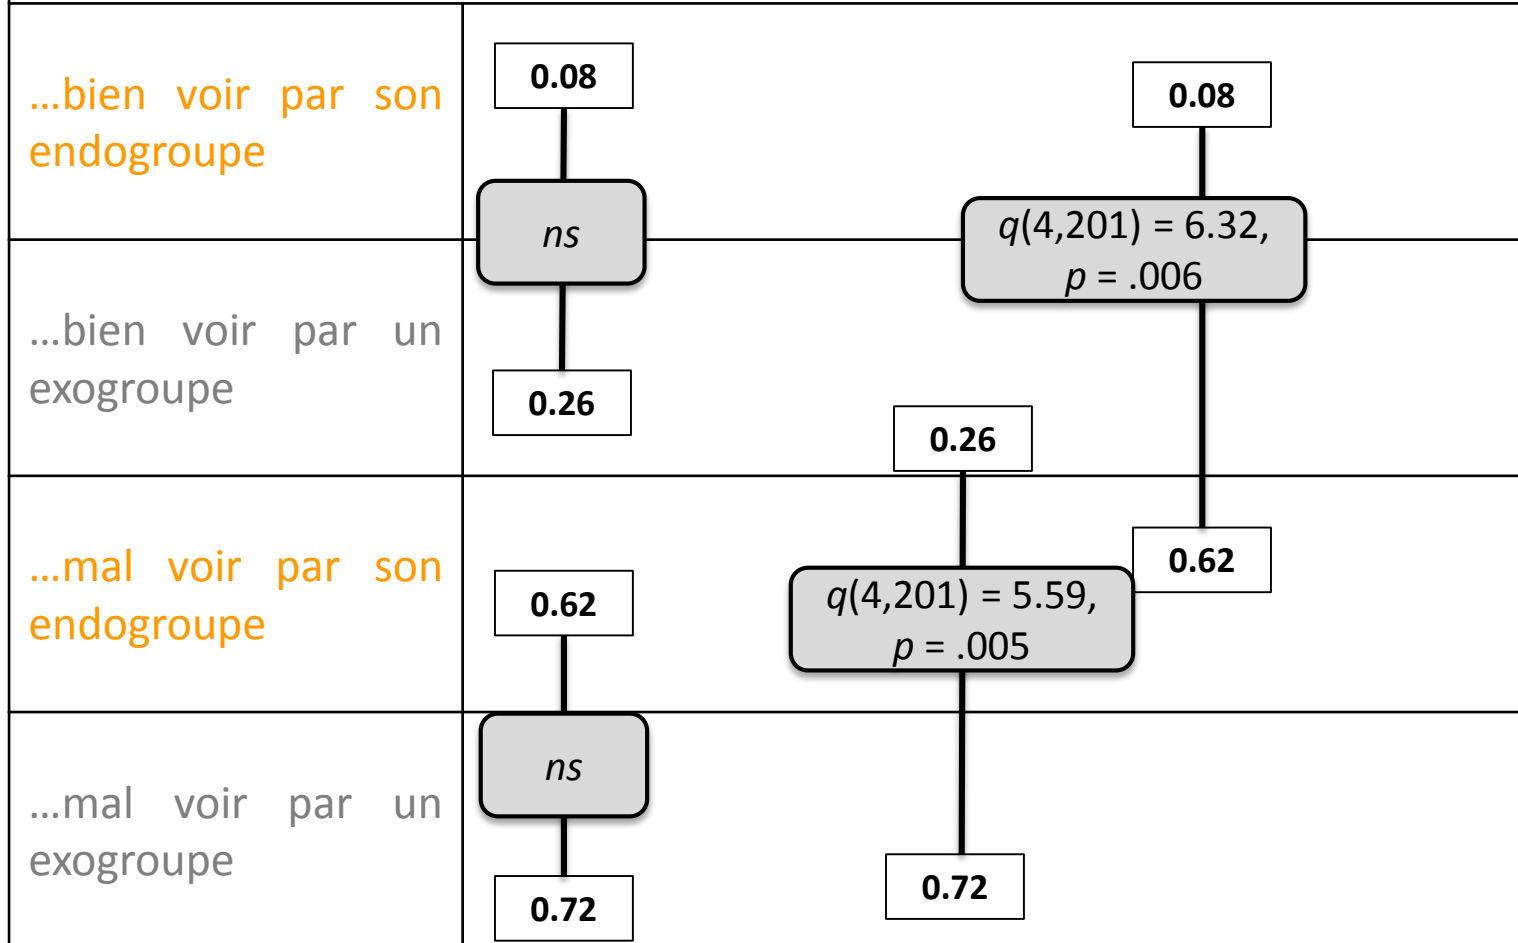 …bien voir par son
endogroupe
0.08
0.08
ns
q(4,201) = 6.32,
p = .006
…bien voir par un
exogroupe
0.26
0.26
…mal voir par son
endogroupe
0.62
0.62
q(4,201) = 5.59,
p = .005
ns
…mal voir par un
exogroupe
0.72
0.72